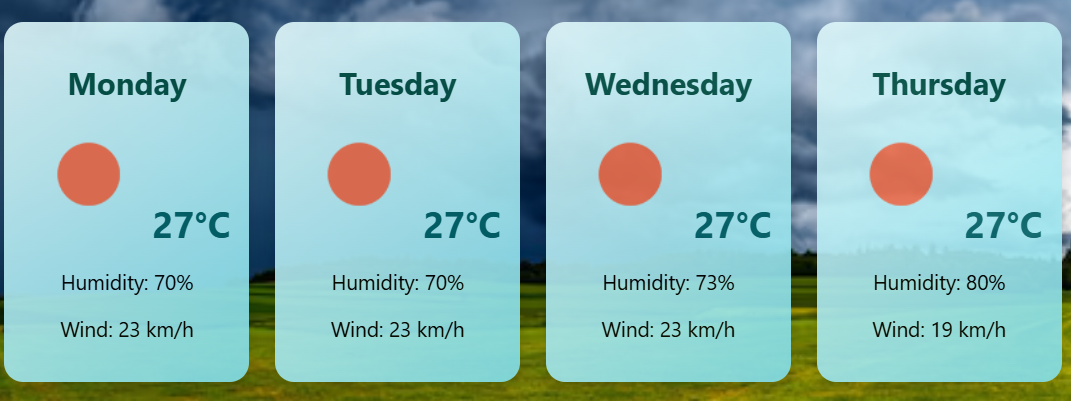 Monday
27°C
Humidity: 70%
Wind: 23 km/h
Tuesday
27°C
Humidity: 70%
Wind: 23 km/h
Wednesday
27°C
Humidity: 73%
Wind: 23 km/h
Thursday
27°C
Humidity: 80%
Wind: 19 km/h